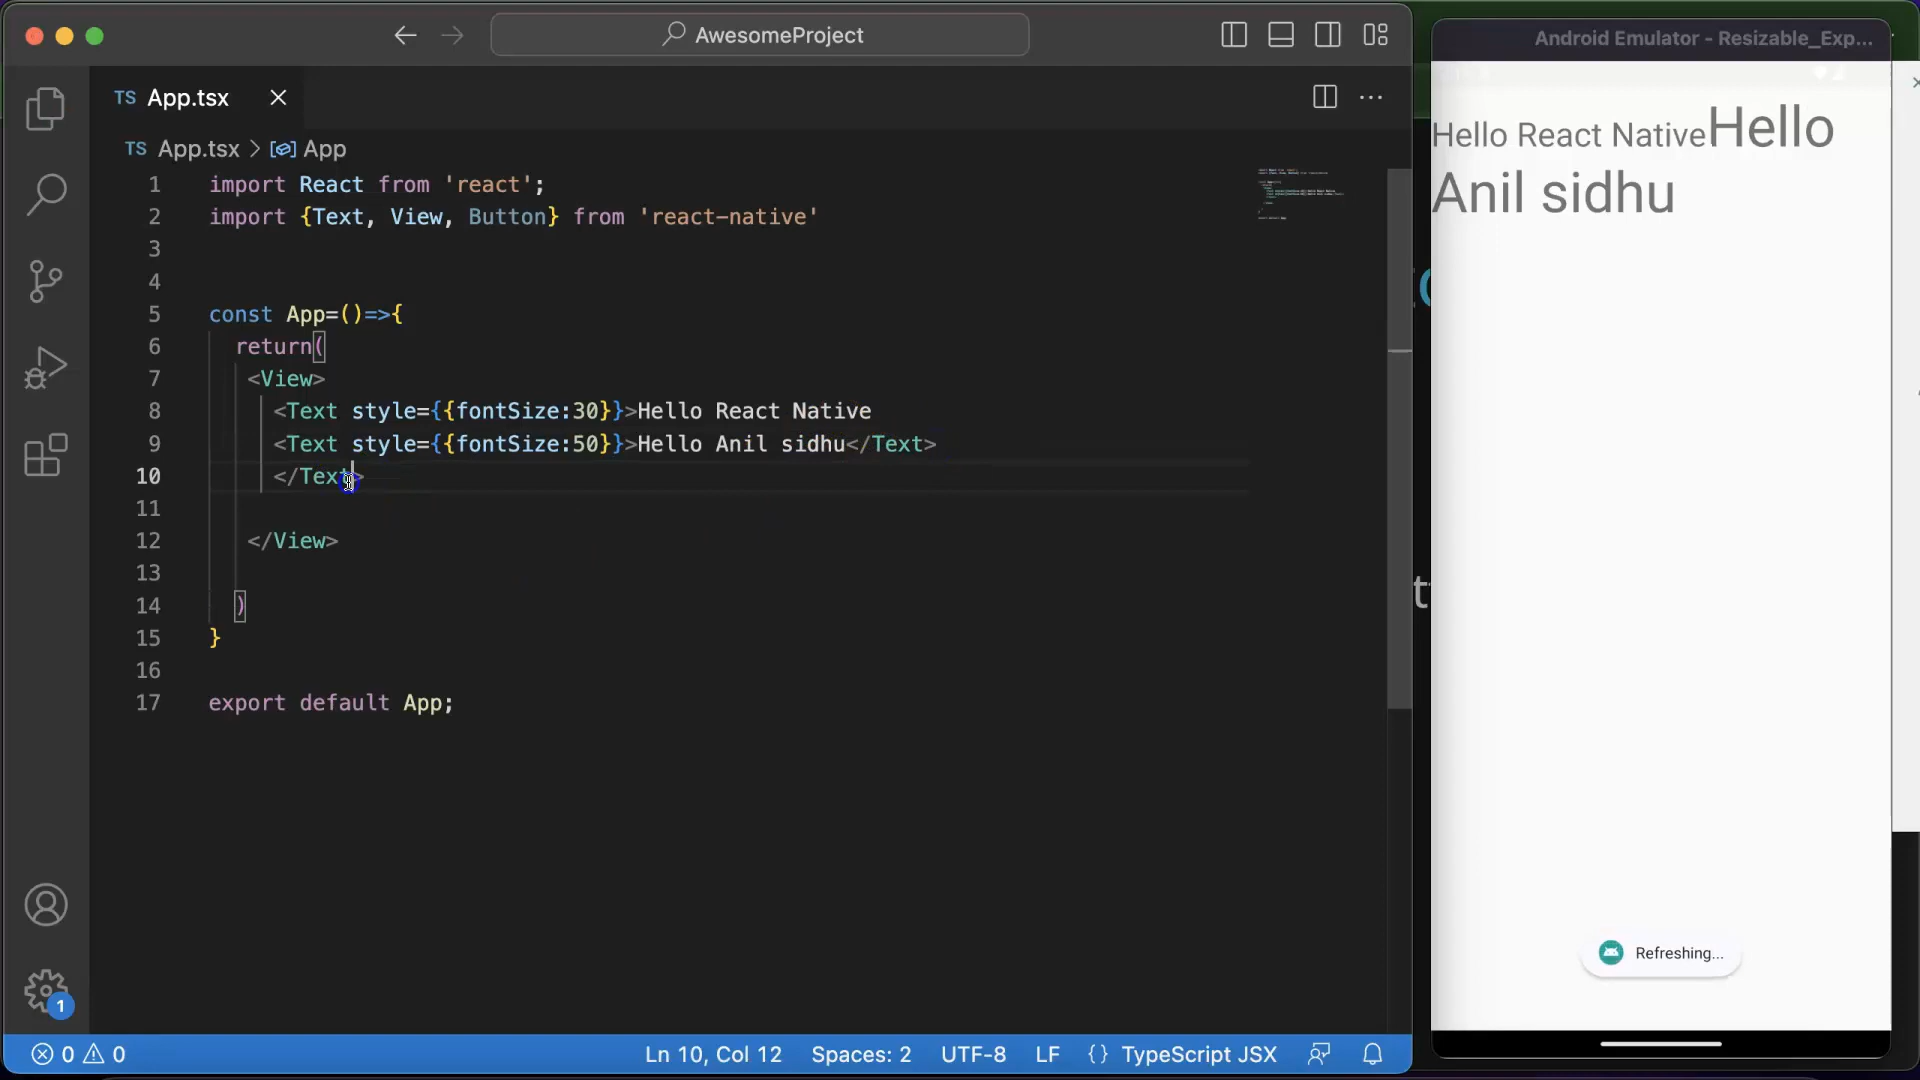 AwesomeProject
TS App.tsx
TS App.tsx > App
1 import React from 'react';
2 import {Text, View, Button} from 'react-native'
3
4
5 const App=()=>{
6 return(
7 <View>
8 <Text style={{fontSize:30}}>Hello React Native
9 <Text style={{fontSize:50}}>Hello Anil sidhu</Text>
10 </Text>
11
12 </View>
13
14 )
15 }
16
17 export default App;
1
0 0
Ln 10, Col 12 Spaces: 2 UTF-8 LF {} TypeScript JSX
Android Emulator - Resizable_Exp...
Hello React NativeHello
Anil sidhu
Refreshing...